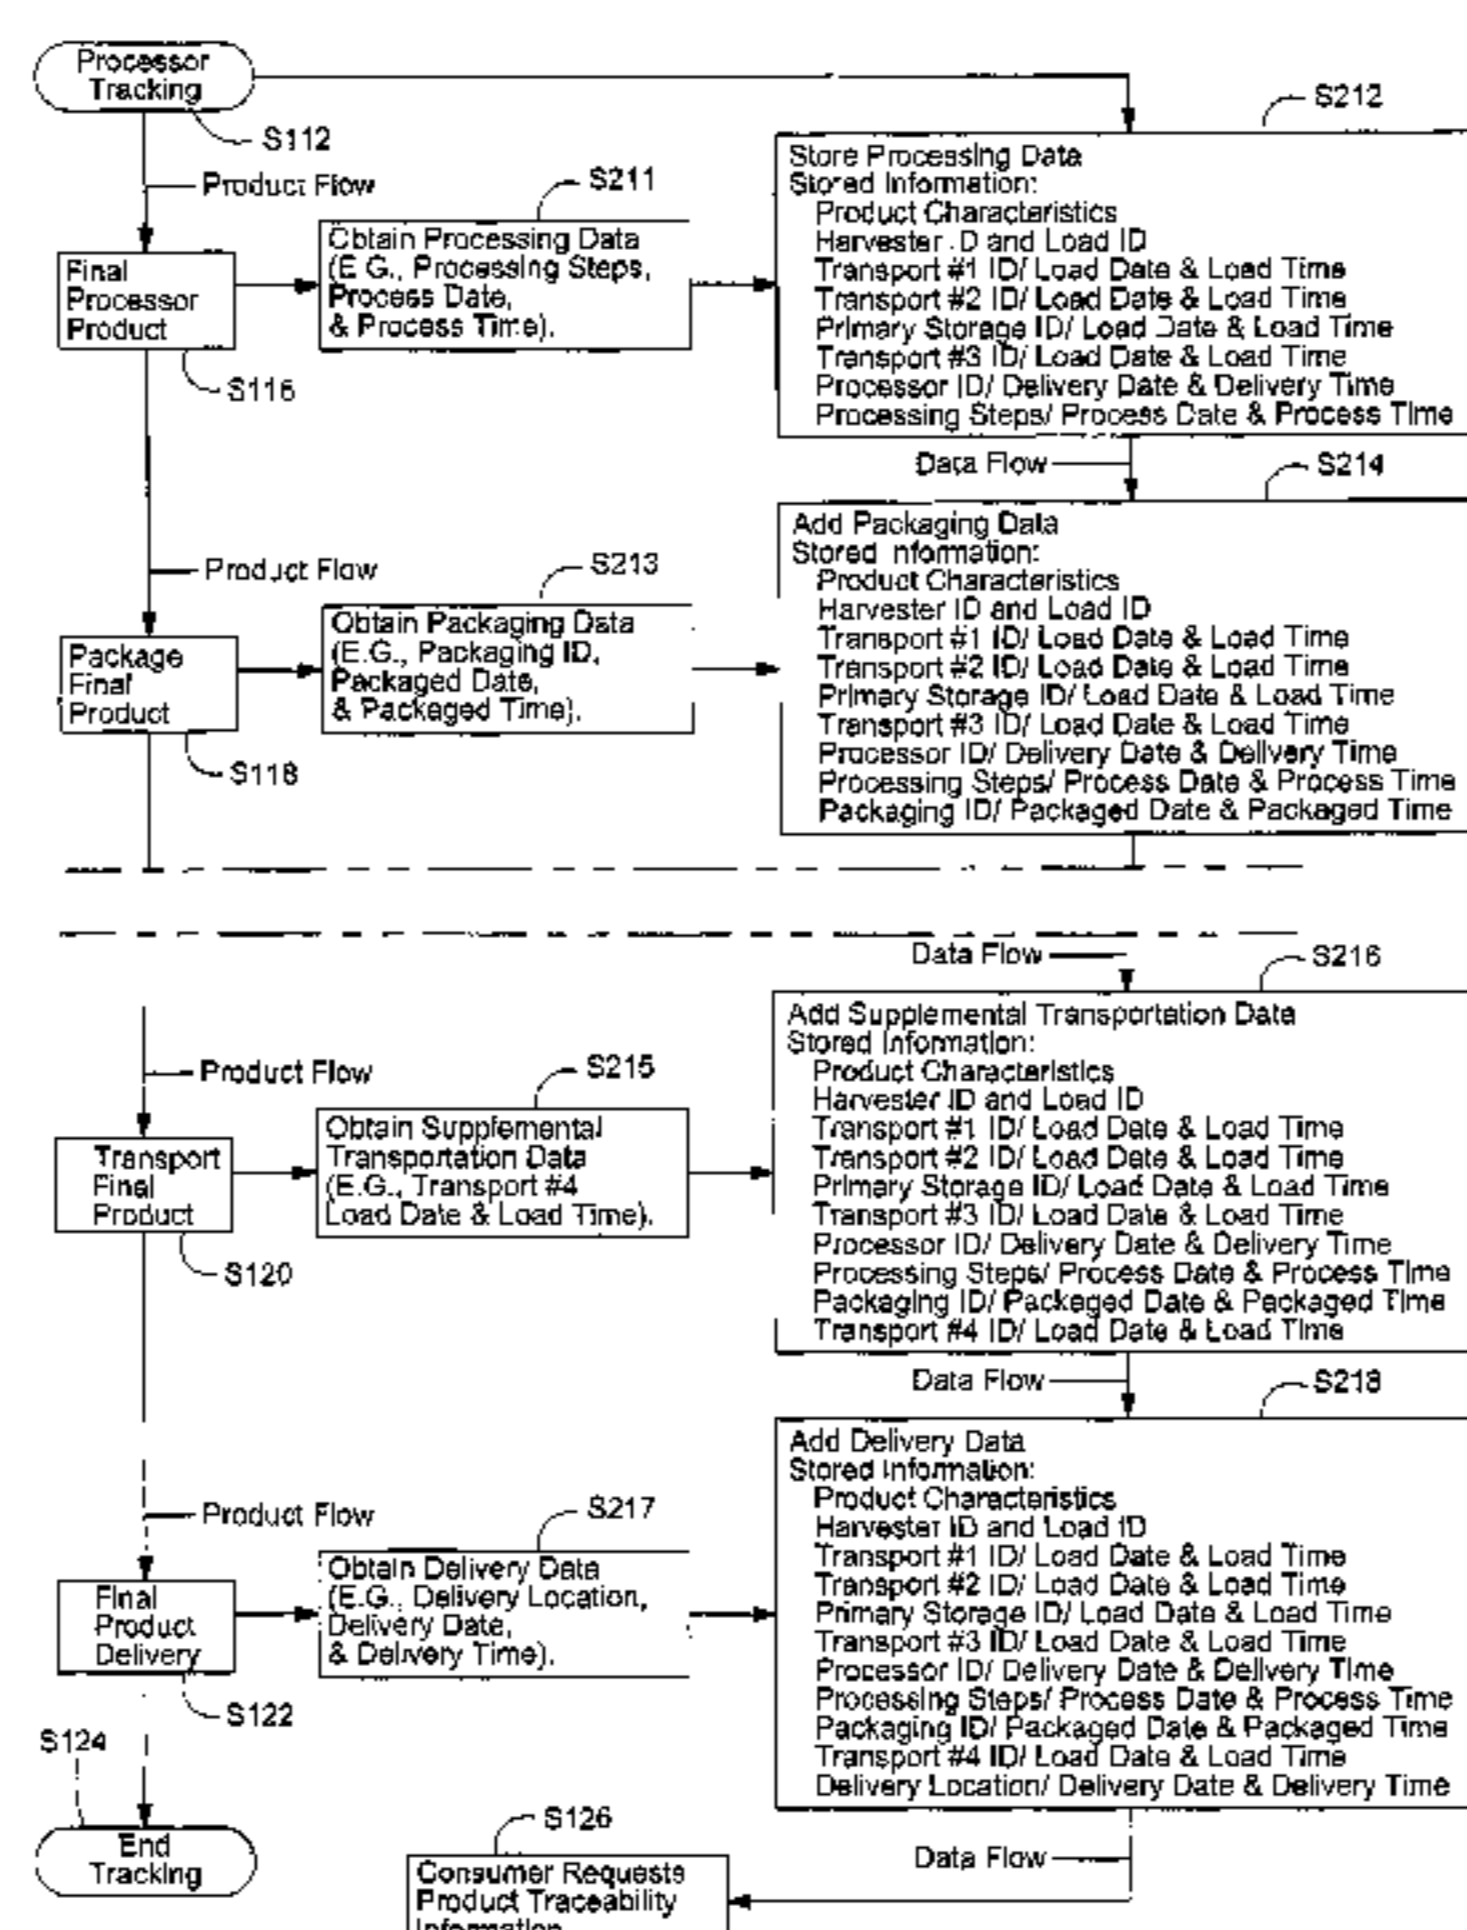 Processor
Tracking
S112
Product Flow
S212
Store Processing Data
Stored Information:
Product Characteristics
Harvester ID and Load ID
Transport #1 ID/ Load Date & Load Time
Transport #2 ID/ Load Date & Load Time
Primary Storage ID/ Load Date & Load Time
Transport #3 ID/ Load Date & Load Time
Processor ID/ Delivery Date & Delivery Time
Processing Steps/ Process Date & Process Time
S211
Obtain Processing Data
(E.G., Processing Steps,
Process Date,
& Process Time).
Final
Processor
Product
S116
Data Flow
S214
Add Packaging Data
Stored Information:
Product Characteristics
Harvester ID and Load ID
Transport #1 ID/ Load Date & Load Time
Transport #2 ID/ Load Date & Load Time
Primary Storage ID/ Load Date & Load Time
Transport #3 ID/ Load Date & Load Time
Processor ID/ Delivery Date & Delivery Time
Processing Steps/ Process Date & Process Time
Packaging ID/ Packaged Date & Packaged Time
Product Flow
S213
Obtain Packaging Data
(E.G., Packaging ID,
Packaged Date,
& Packaged Time).
Package
Final
Product
S118
Data Flow
S216
Add Supplemental Transportation Data
Stored Information:
Product Characteristics
Harvester ID and Load ID
Transport #1 ID/ Load Date & Load Time
Transport #2 ID/ Load Date & Load Time
Primary Storage ID/ Load Date & Load Time
Transport #3 ID/ Load Date & Load Time
Processor ID/ Delivery Date & Delivery Time
Processing Steps/ Process Date & Process Time
Packaging ID/ Packaged Date & Packaged Time
Transport #4 ID/ Load Date & Load Time
Product Flow
S215
Obtain Supplemental
Transportation Data
(E.G., Transport #4
Load Date & Load Time).
Transport
Final
Product
S120
Data Flow
S218
Add Delivery Data
Stored Information:
Product Characteristics
Harvester ID and Load ID
Transport #1 ID/ Load Date & Load Time
Transport #2 ID/ Load Date & Load Time
Primary Storage ID/ Load Date & Load Time
Transport #3 ID/ Load Date & Load Time
Processor ID/ Delivery Date & Delivery Time
Processing Steps/ Process Date & Process Time
Packaging ID/ Packaged Date & Packaged Time
Transport #4 ID/ Load Date & Load Time
Delivery Location/ Delivery Date & Delivery Time
Product Flow
S217
Obtain Delivery Data
(E.G., Delivery Location,
Delivery Date,
& Delivery Time).
Final
Product
Delivery
S122
S124
End
Tracking
S126
Consumer Requests
Product Traceability
Information
Data Flow